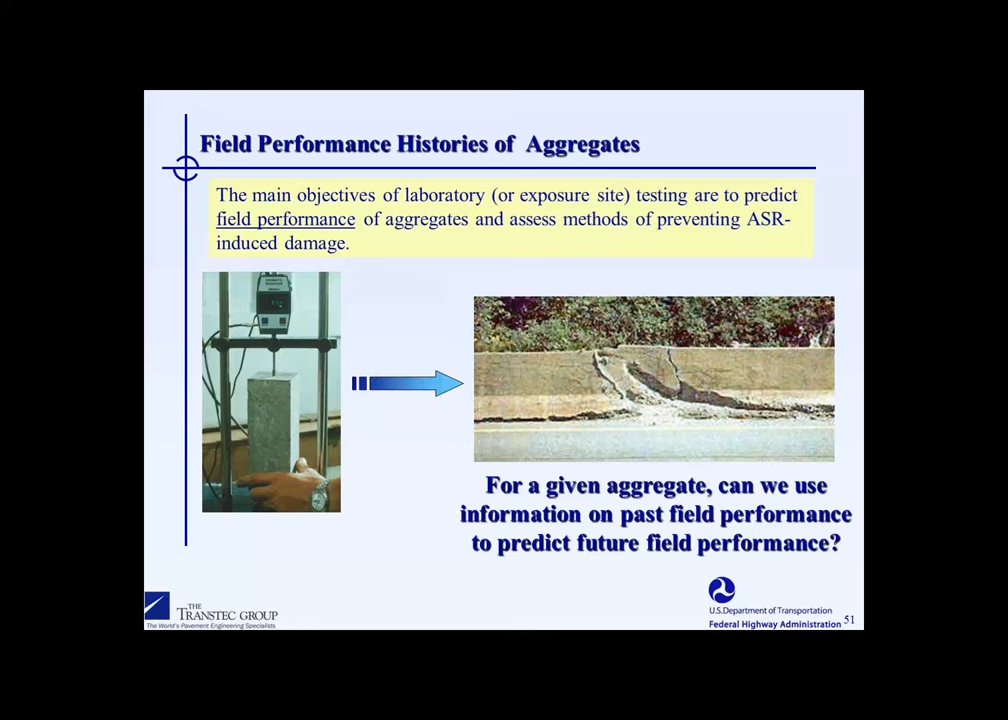 Field Performance Histories of Aggregates
The main objectives of laboratory (or exposure site) testing are to predict
field performance of aggregates and assess methods of preventing ASR-
induced damage.
For a given aggregate, can we use
information on past field performance
to predict future field performance?
THE
TRANSTEC GROUP
The World's Pavement Engineering Specialists
U.S.Department of Transportation
Federal Highway Administration
51